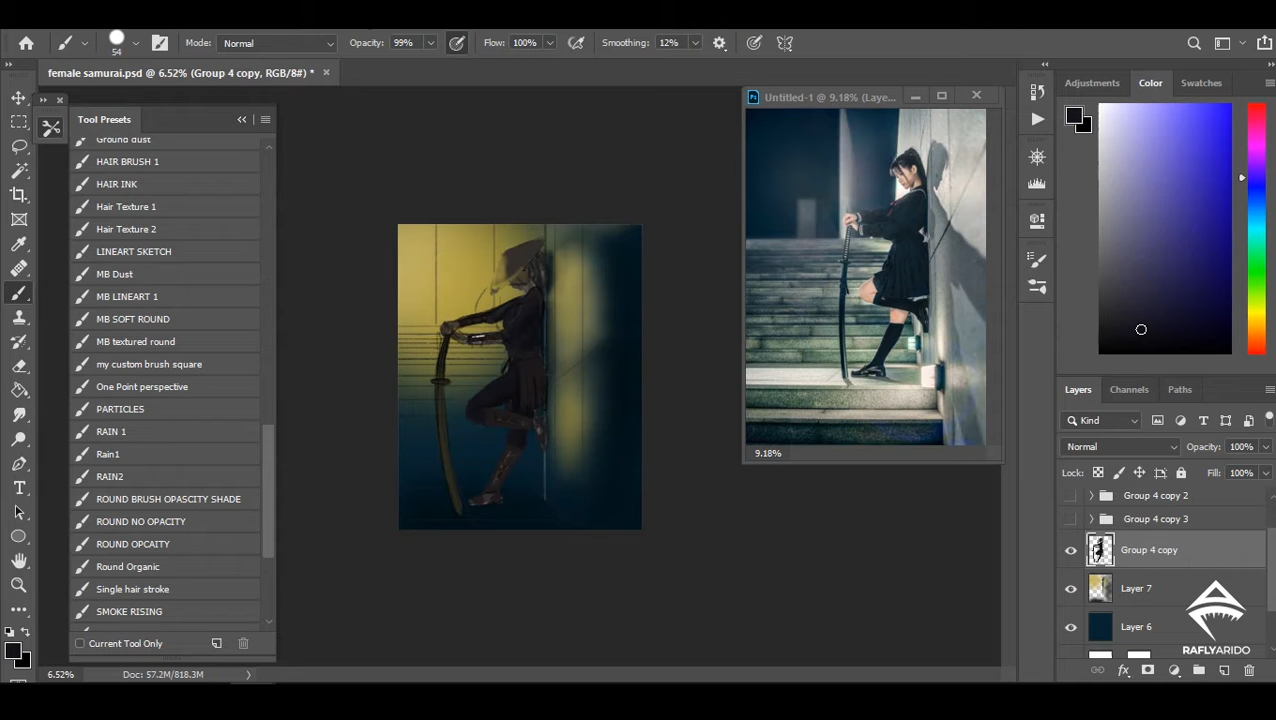 54
Mode: Normal
Opacity: 99%
Flow: 100%
Smoothing: 12%
female samurai.psd @ 6.52% (Group 4 copy, RGB/8#) *
Tool Presets
Ground dust
HAIR BRUSH 1
HAIR INK
Hair Texture 1
Hair Texture 2
LINEART SKETCH
MB Dust
MB LINEART 1
MB SOFT ROUND
MB textured round
my custom brush square
One Point perspective
PARTICLES
RAIN 1
Rain1
RAIN2
ROUND BRUSH OPASCITY SHADE
ROUND NO OPACITY
ROUND OPCAITY
Round Organic
Single hair stroke
SMOKE RISING
Current Tool Only
6.52%
Doc: 57.2M/818.3M
Untitled-1 @ 9.18% (Laye...
9.18%
Adjustments
Color
Swatches
Layers
Channels
Paths
Kind
Normal
Opacity: 100%
Lock:
Fill: 100%
Group 4 copy 2
Group 4 copy 3
Group 4 copy
Layer 7
Layer 6
RAFLYARIDO
fx